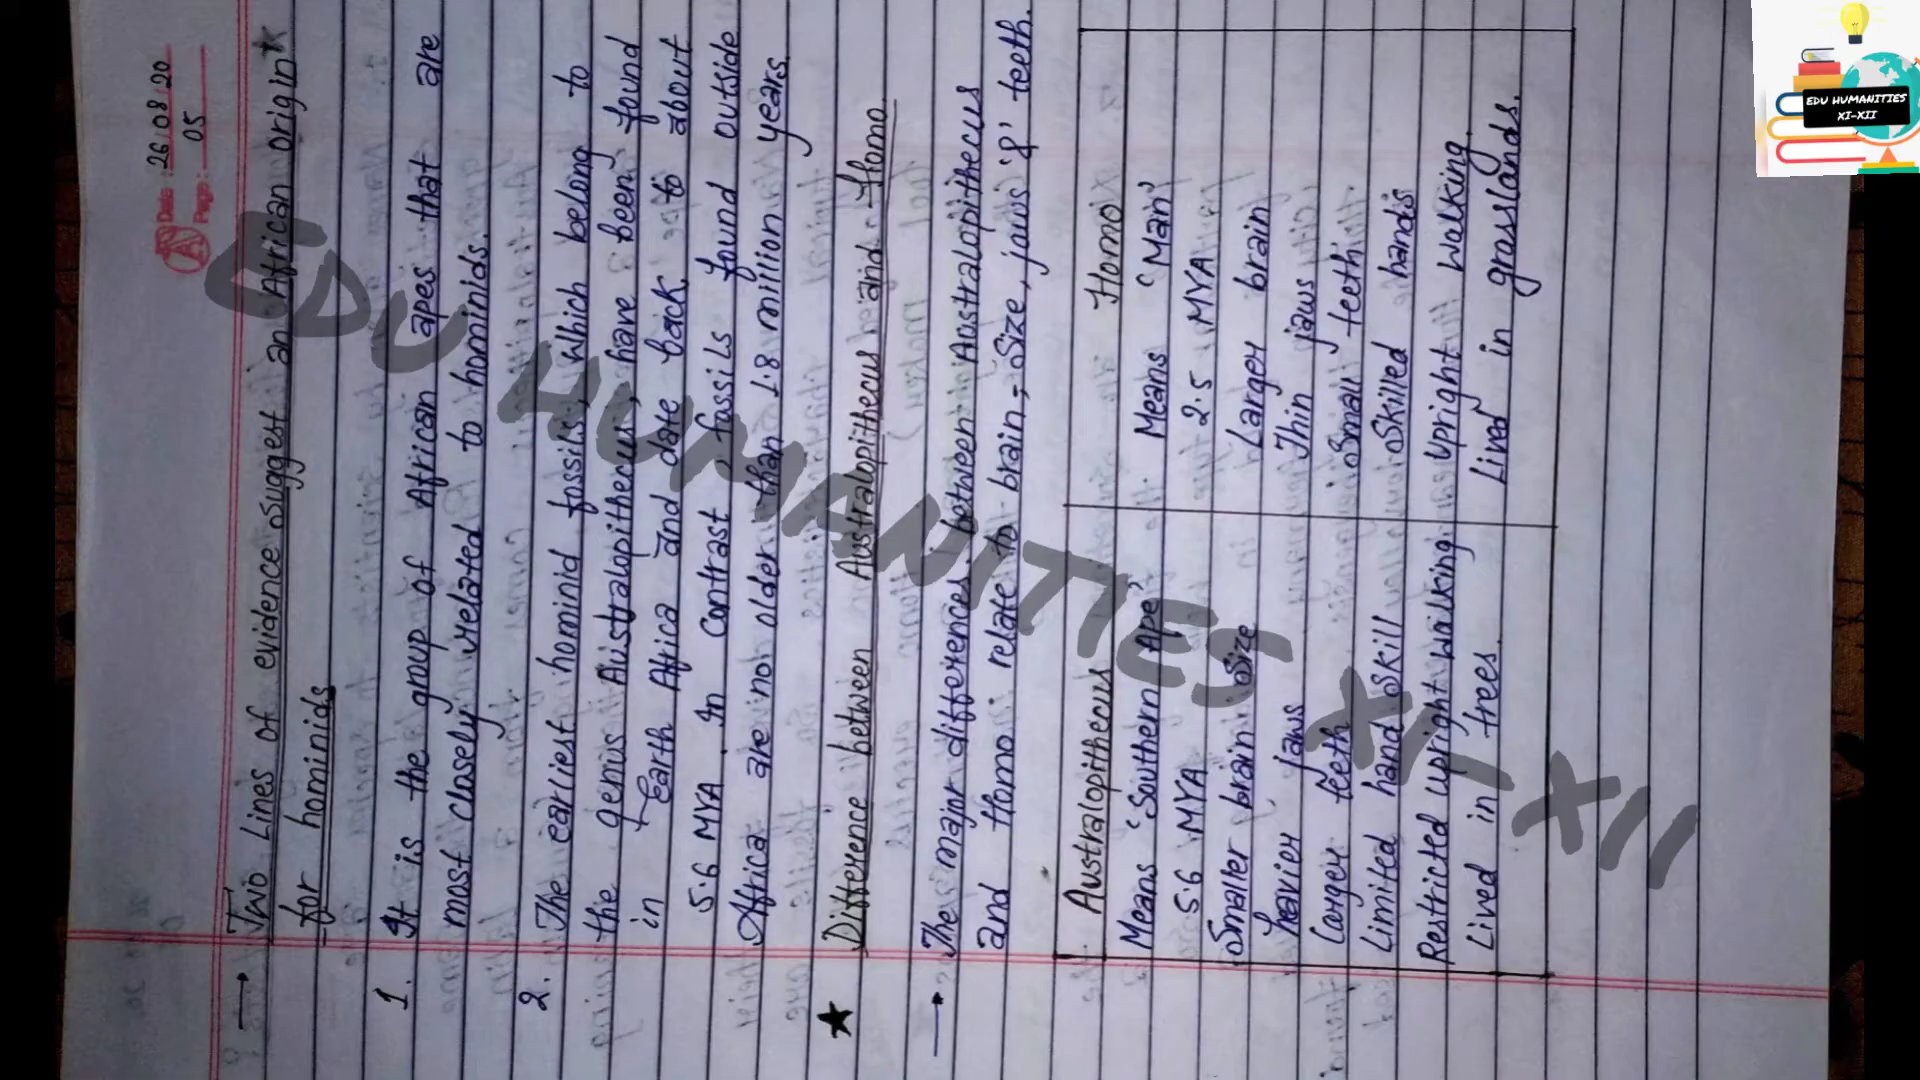 Date: 26.08.20
Page: 05
→ Two Lines of evidence suggest an African origin
for hominids
1. It is the group of African apes that are
most closely related to hominids.
2. The earliest hominid fossils, which belong to
the genus Australopithecus, have been found
in Earth Africa and date back to about
5.6 MYA. In contrast fossils found outside
Africa are no older than 1.8 million years.
★ Difference between Australopithecus and Homo.
→ The major differences between Australopithecus
and Homo relate to brain - size, jaws '&' teeth.
Australopithecus Homo
Means 'Southern Ape' Means 'Man'
5.6 MYA 2.5 MYA
Smaller brain size Larger brain
heavier jaws Thin jaws
Larger teeth Small teeth
Limited hand skill Skilled hands
Restricted upright walking Upright walking
Lived in trees. Lived in grasslands.
EDU HUMANITIES XI-XII
EDU HUMANITIES
XI-XII